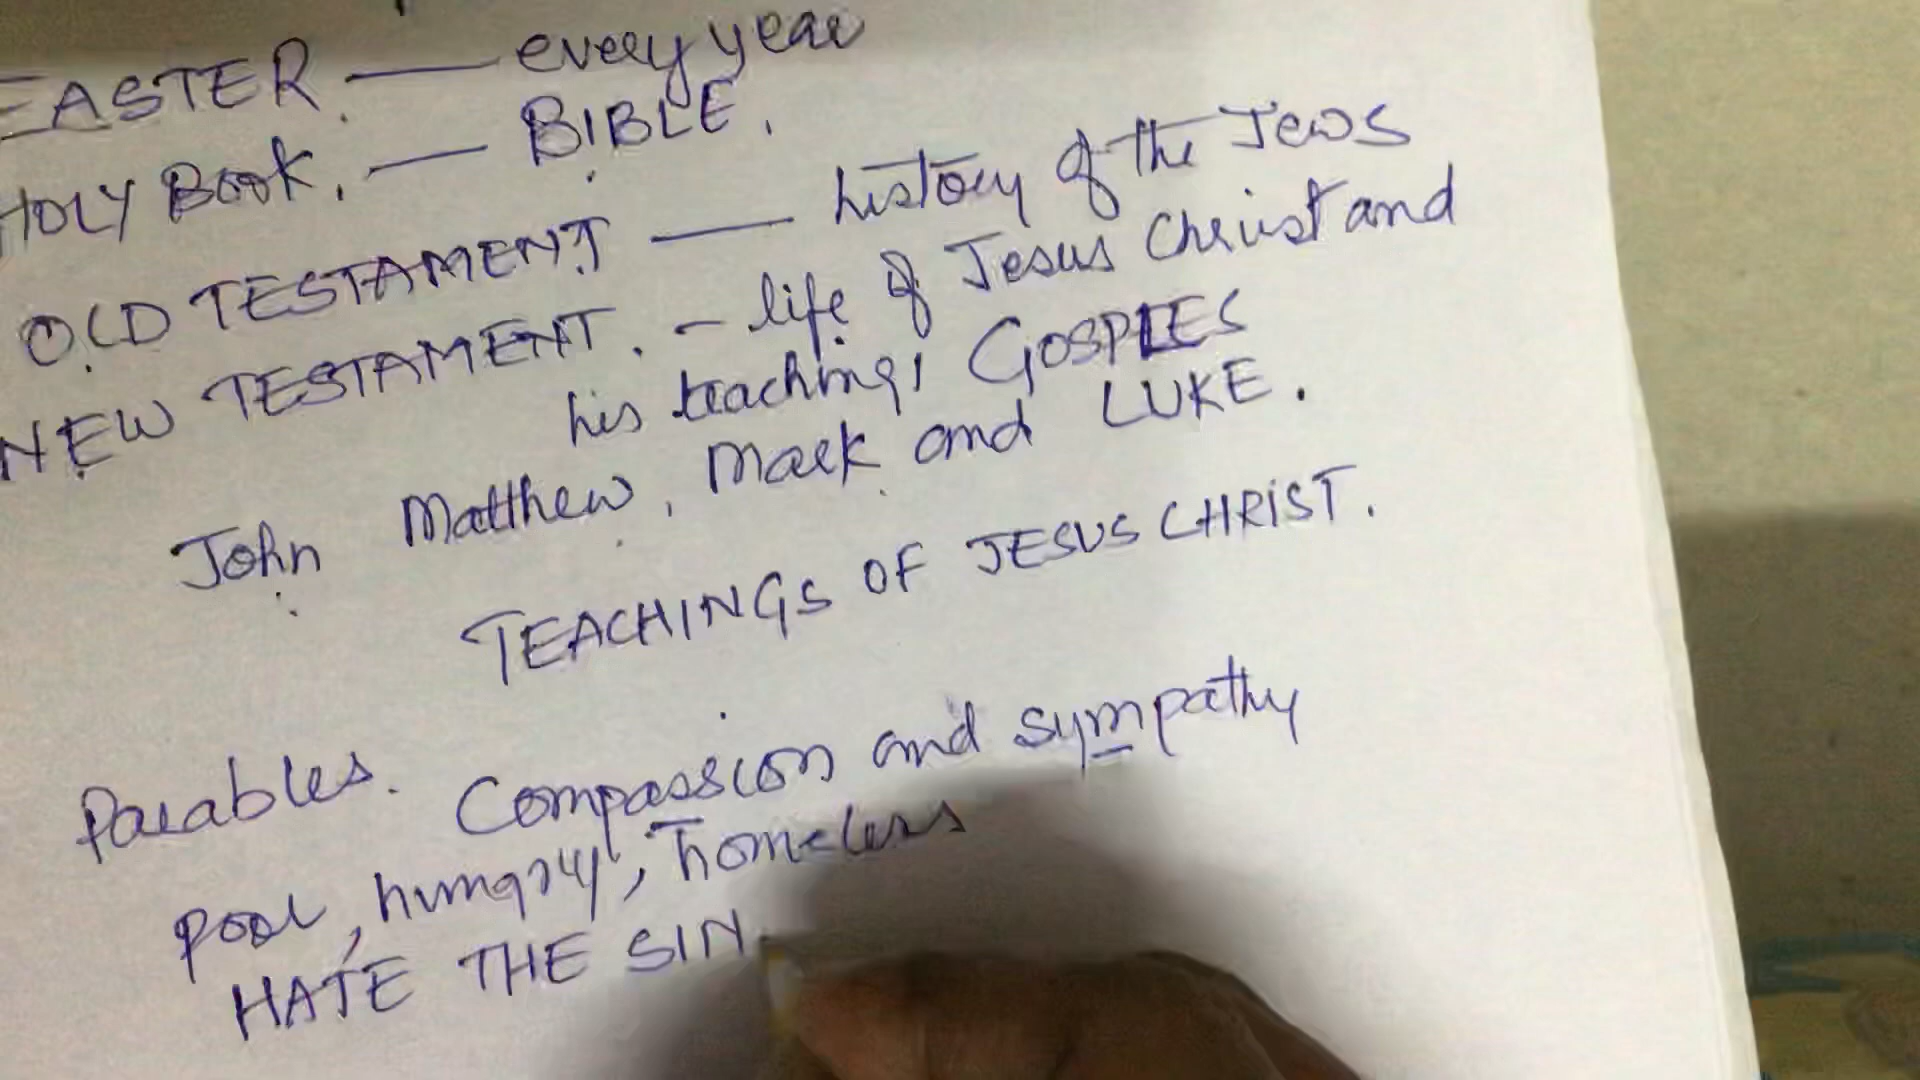 EASTER. — every year
HOLY Book. — BIBLE.
OLD TESTAMENT — history of the Jews
NEW TESTAMENT. - life of Jesus Christ and
his teaching, GOSPLES
John Matthew, Mark and LUKE.
TEACHINGS OF JESUS CHRIST.
Parables. Compassion and sympathy
poor, hungry, homeless
HATE THE SIN